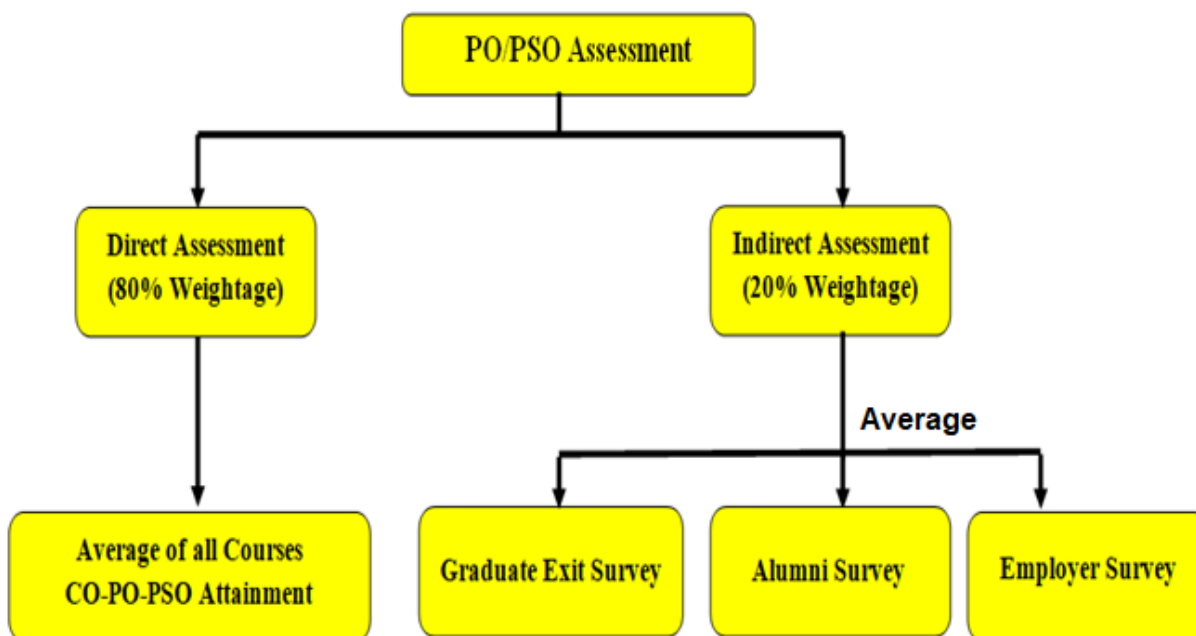 PO/PSO Assessment
Direct Assessment
(80% Weightage)
Indirect Assessment
(20% Weightage)
Average
Average of all Courses
CO-PO-PSO Attainment
Graduate Exit Survey
Alumni Survey
Employer Survey